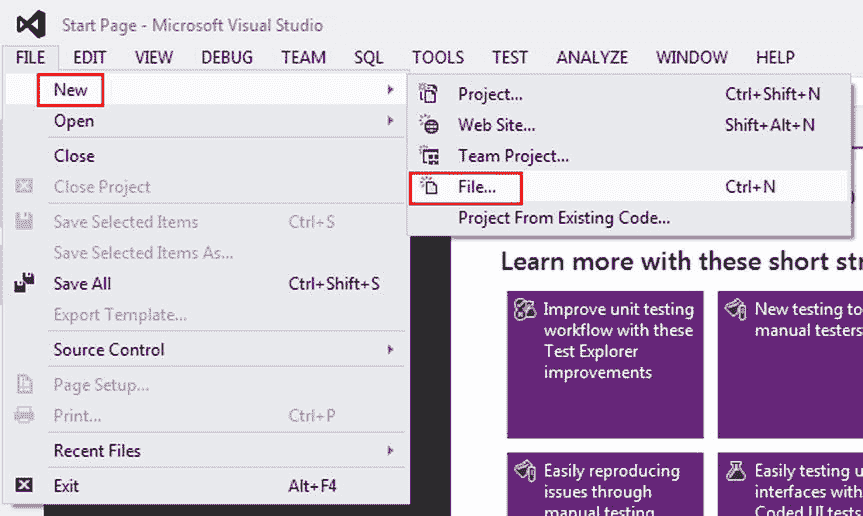 Start Page - Microsoft Visual Studio
FILE EDIT VIEW DEBUG TEAM SQL TOOLS TEST ANALYZE WINDOW HELP
New
Open
Close
Close Project
Save Selected Items Ctrl+S
Save Selected Items As...
Save All Ctrl+Shift+S
Export Template...
Source Control
Page Setup...
Print... Ctrl+P
Recent Files
Exit Alt+F4
Project... Ctrl+Shift+N
Web Site... Shift+Alt+N
Team Project...
File... Ctrl+N
Project From Existing Code...
Learn more with these short str
Improve unit testing
workflow with these
Test Explorer
improvements
New testing to
manual testers
Easily reproducing
issues through
manual testing
Easily testing u
interfaces with
Coded UI tests